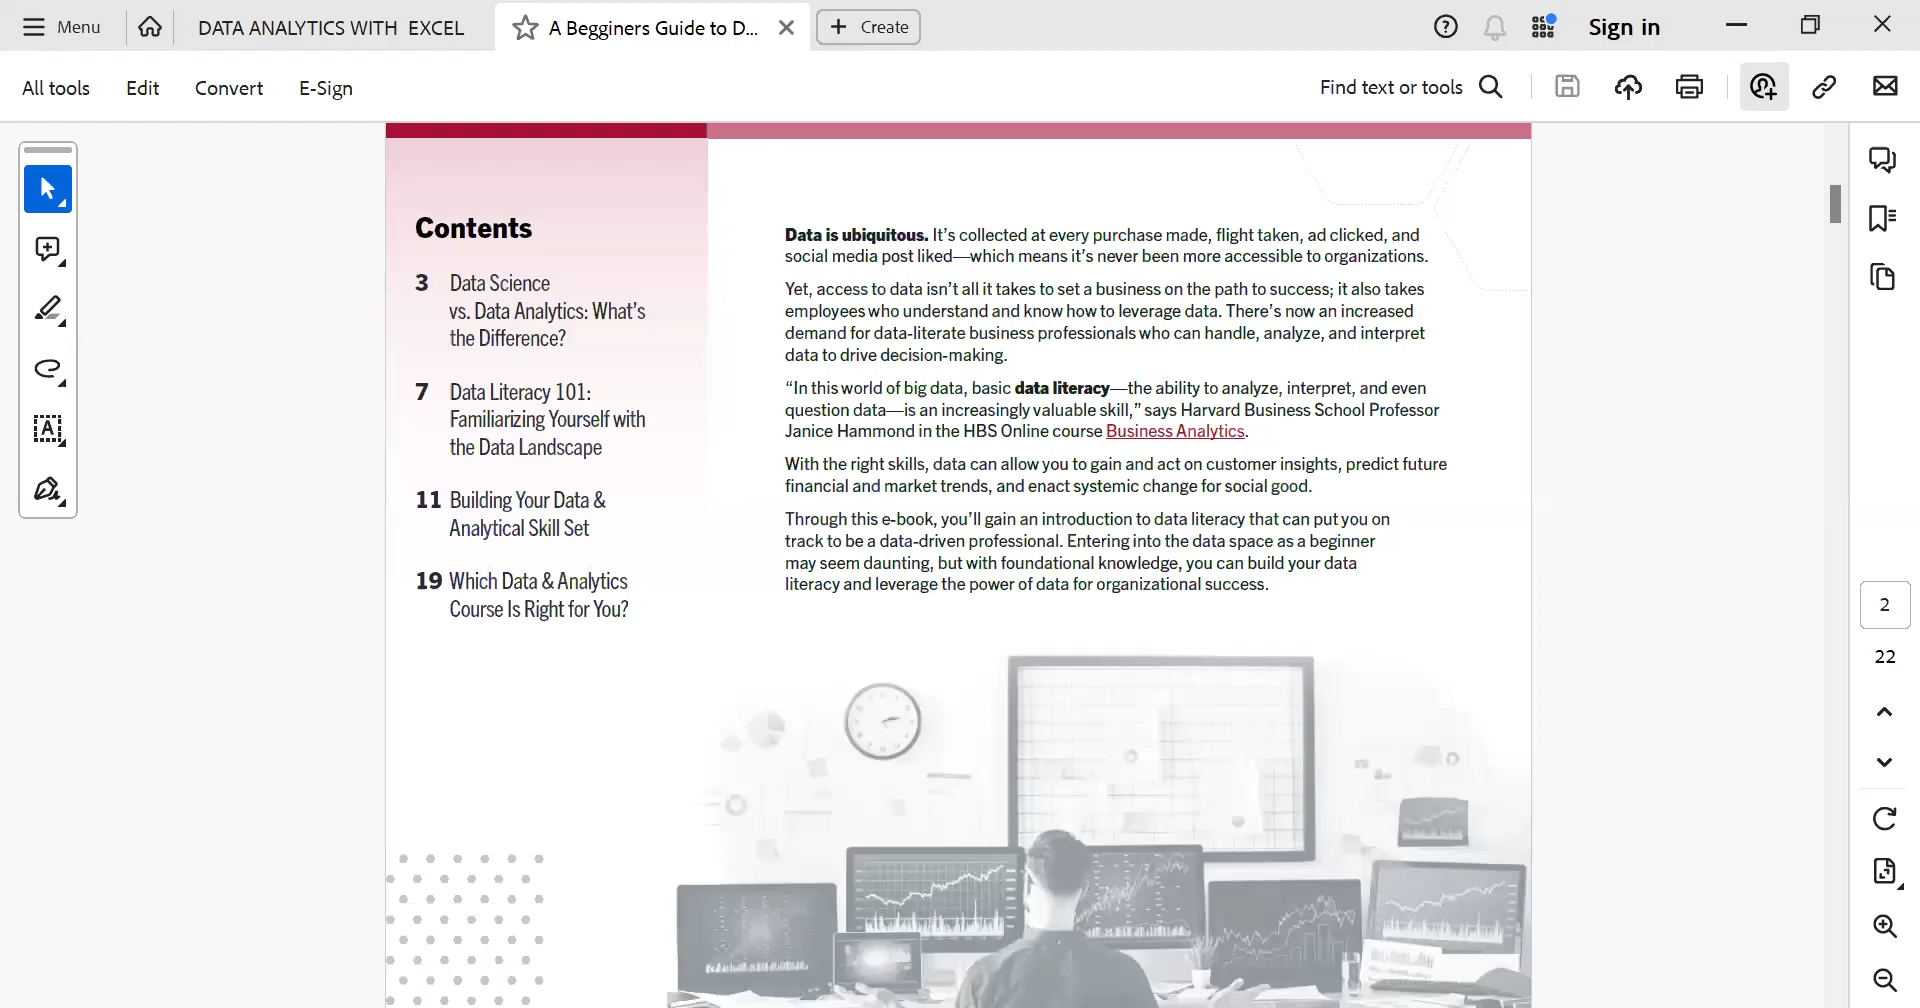 Menu
DATA ANALYTICS WITH EXCEL
A Begginers Guide to D...
Create
Sign in
All tools
Edit
Convert
E-Sign
Find text or tools
Contents
3 Data Science
vs. Data Analytics: What's
the Difference?
7 Data Literacy 101:
Familiarizing Yourself with
the Data Landscape
11 Building Your Data &
Analytical Skill Set
19 Which Data & Analytics
Course Is Right for You?
Data is ubiquitous. It's collected at every purchase made, flight taken, ad clicked, and
social media post liked—which means it's never been more accessible to organizations.
Yet, access to data isn't all it takes to set a business on the path to success; it also takes
employees who understand and know how to leverage data. There's now an increased
demand for data-literate business professionals who can handle, analyze, and interpret
data to drive decision-making.
“In this world of big data, basic data literacy—the ability to analyze, interpret, and even
question data—is an increasingly valuable skill,” says Harvard Business School Professor
Janice Hammond in the HBS Online course Business Analytics.
With the right skills, data can allow you to gain and act on customer insights, predict future
financial and market trends, and enact systemic change for social good.
Through this e-book, you'll gain an introduction to data literacy that can put you on
track to be a data-driven professional. Entering into the data space as a beginner
may seem daunting, but with foundational knowledge, you can build your data
literacy and leverage the power of data for organizational success.
2
22